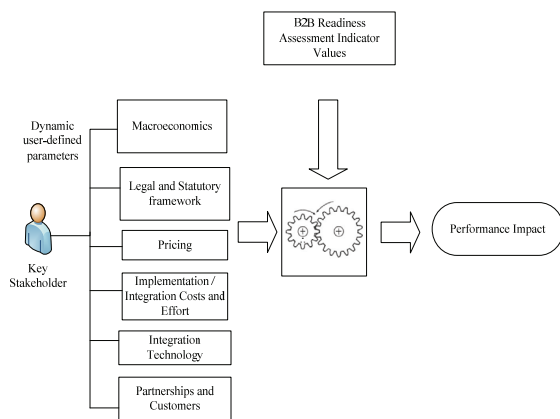 B2B Readiness
Assessment Indicator
Values
Dynamic
user-defined
parameters
Macroeconomics
Legal and Statutory
framework
Pricing
Implementation /
Integration Costs and
Effort
Integration
Technology
Partnerships and
Customers
Key
Stakeholder
Performance Impact